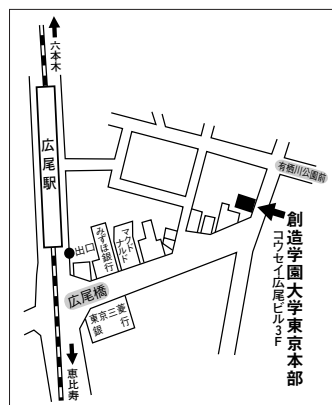 六本木
広尾駅
出口
みずほ銀行
マクドナルド
広尾橋
東京三菱銀行
恵比寿
有栖川公園前
創造学園大学東京本部
コウセイ広尾ビル3F